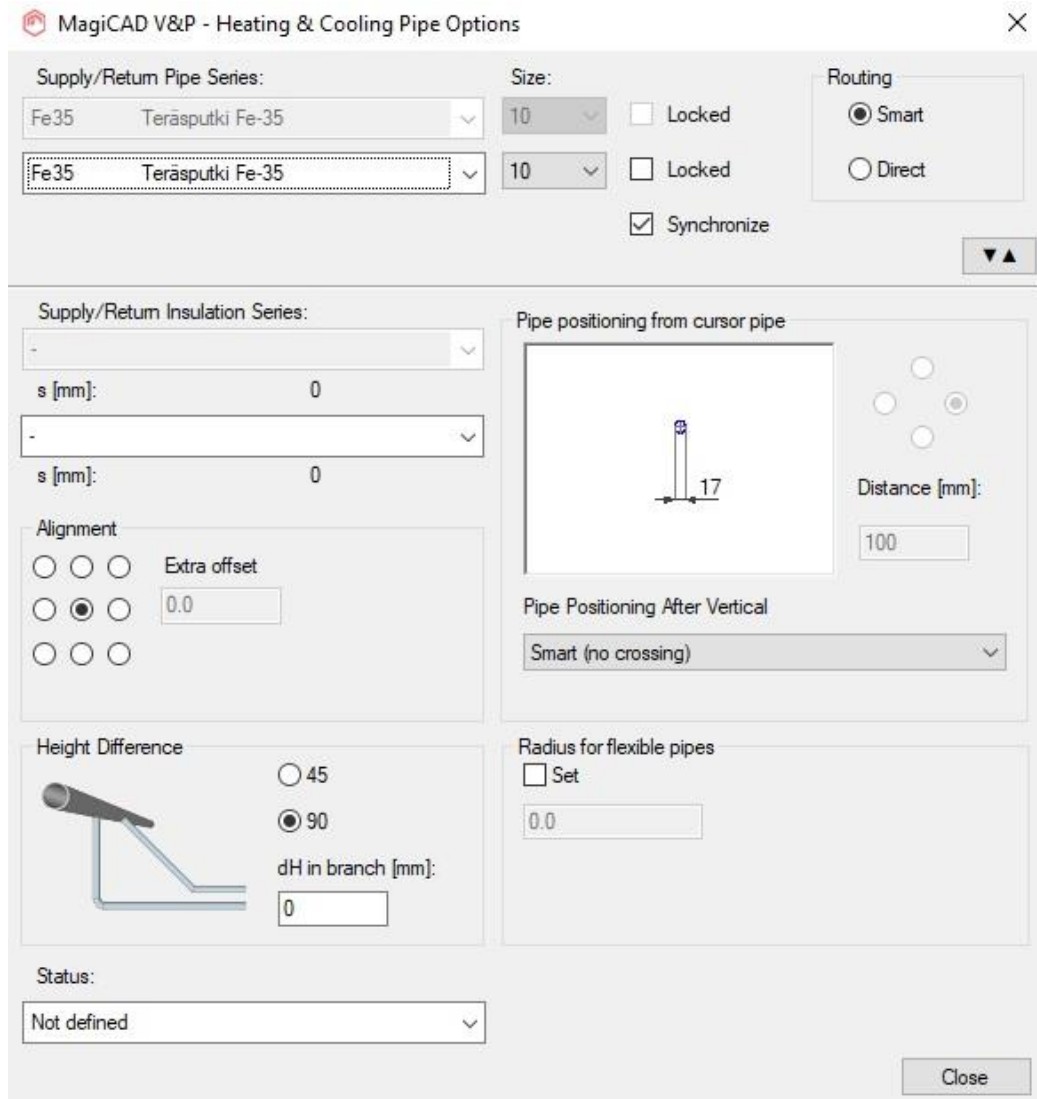 MagiCAD V&P - Heating & Cooling Pipe Options
Supply/Return Pipe Series:
Size:
Routing
Fe35 Teräsputki Fe-35
10
Locked
Smart
Fe35 Teräsputki Fe-35
10
Locked
Direct
Synchronize
Supply/Return Insulation Series:
-
s [mm]: 0
-
s [mm]: 0
Pipe positioning from cursor pipe
17
Distance [mm]:
100
Alignment
Extra offset
0.0
Pipe Positioning After Vertical
Smart (no crossing)
Height Difference
45
90
dH in branch [mm]:
0
Radius for flexible pipes
Set
0.0
Status:
Not defined
Close